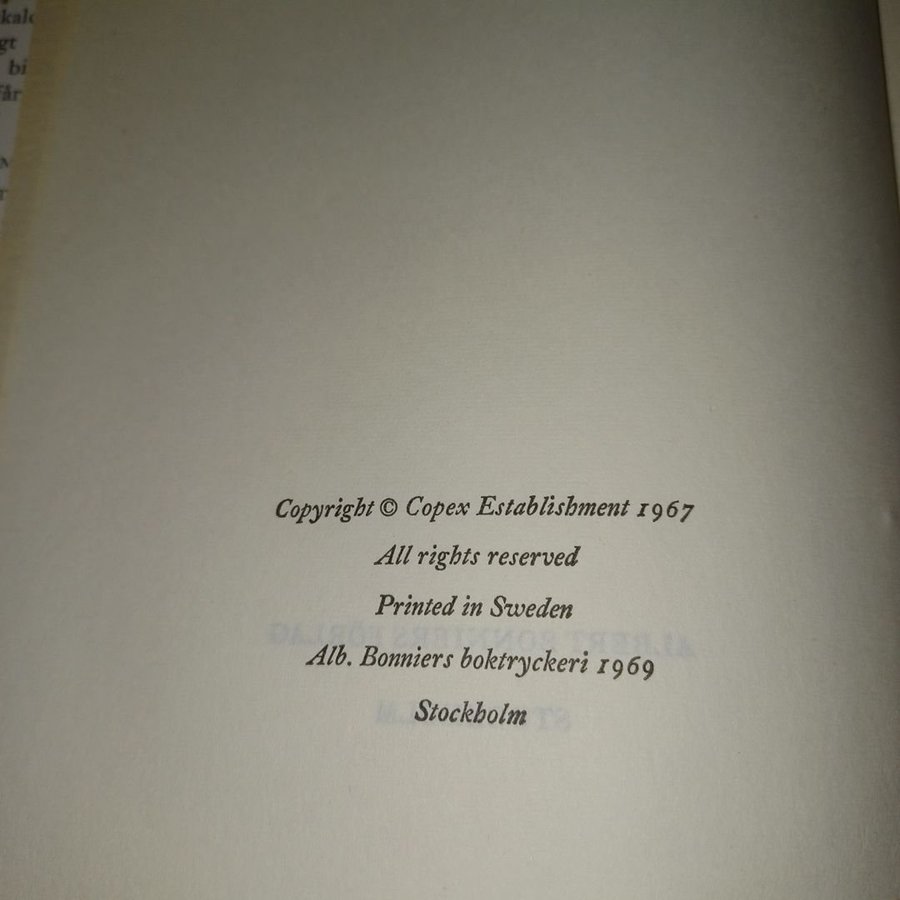 Copyright © Copex Establishment 1967
All rights reserved
Printed in Sweden
Alb. Bonniers boktryckeri 1969
Stockholm